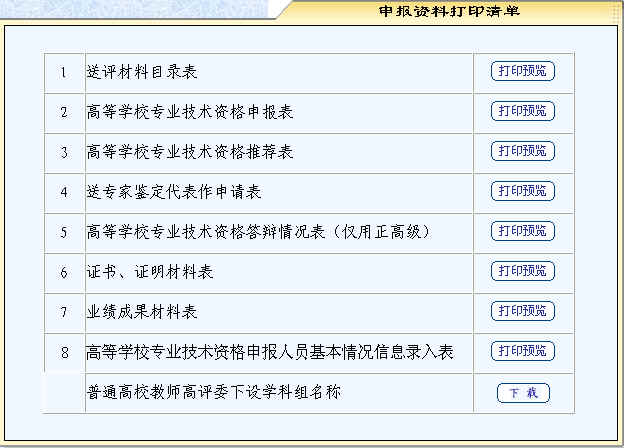 申报资料打印清单
1 送评材料目录表 打印预览
2 高等学校专业技术资格申报表 打印预览
3 高等学校专业技术资格推荐表 打印预览
4 送专家鉴定代表作申请表 打印预览
5 高等学校专业技术资格答辩情况表（仅用正高级） 打印预览
6 证书、证明材料表 打印预览
7 业绩成果材料表 打印预览
8 高等学校专业技术资格申报人员基本情况信息录入表 打印预览
普通高校教师高评委下设学科组名称 下 载